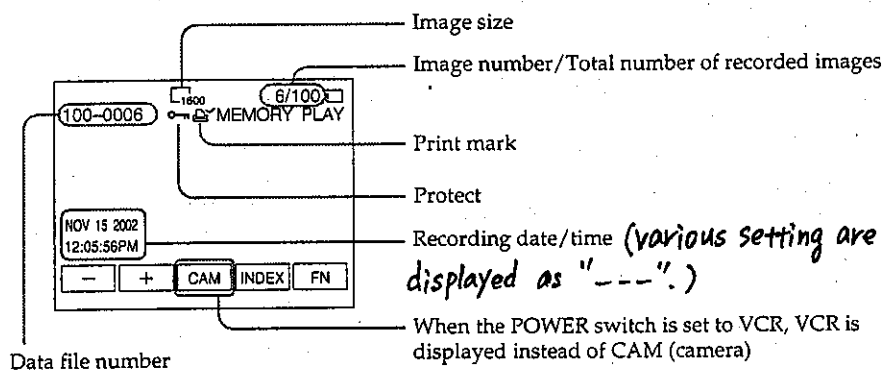 Image size
Image number/Total number of recorded images
1600
6/100
100–0006
MEMORY PLAY
Print mark
Protect
NOV 15 2002
12:05:56PM
Recording date/time (various setting are
displayed as "----".)
− + CAM INDEX FN
When the POWER switch is set to VCR, VCR is
displayed instead of CAM (camera)
Data file number